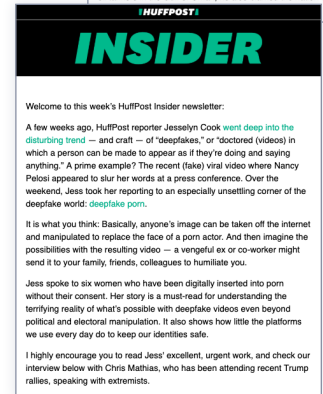 HUFFPOST
INSIDER
Welcome to this week's HuffPost Insider newsletter:
A few weeks ago, HuffPost reporter Jesselyn Cook went deep into the
disturbing trend — and craft — of "deepfakes," or "doctored (videos) in
which a person can be made to appear as if they're doing and saying
anything." A prime example? The recent (fake) viral video where Nancy
Pelosi appeared to slur her words at a press conference. Over the
weekend, Jess took her reporting to an especially unsettling corner of the
deepfake world: deepfake porn.
It is what you think: Basically, anyone's image can be taken off the internet
and manipulated to replace the face of a porn actor. And then imagine the
possibilities with the resulting video — a vengeful ex or co-worker might
send it to your family, friends, colleagues to humiliate you.
Jess spoke to six women who have been digitally inserted into porn
without their consent. Her story is a must-read for understanding the
terrifying reality of what's possible with deepfake videos even beyond
political and electoral manipulation. It also shows how little the platforms
we use every day do to keep our identities safe.
I highly encourage you to read Jess' excellent, urgent work, and check our
interview below with Chris Mathias, who has been attending recent Trump
rallies, speaking with extremists.